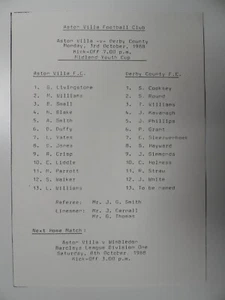 Aston Villa Football Club
Aston Villa -v- Derby County
Monday, 3rd October, 1988
Kick-Off 7.00 p.m.
Midland Youth Cup
Aston Villa F.C. Derby County F.C.
1. G. Livingstone 1. S.
2. M. Williams 2. S. Round
3. B. Small 3. P. Williams
4. N. Blake 4. J. Kavanagh
5. A. Smith 5. J. Phillips
6. D. Duffy 6. P. Grant
7. L. Yates 7. C.
8. C. Jones 8. M. Hayward
9. R. Crisp 9. J. Simmonds
10. C. Liddle 10. C. Holness
11. M. Parrott 11. R. Straw
12. S. Walker 12. J. White
13. L. Williams 13. To be named
Referee: Mr. J. S. Smith
Linesmen: Mr. J. Carnall
Mr. B. Thomas
Next Home Match:
Aston Villa v Wimbledon
Barclays League Division One
Saturday, 8th October, 1988
Kick-Off 3.00 p.m.